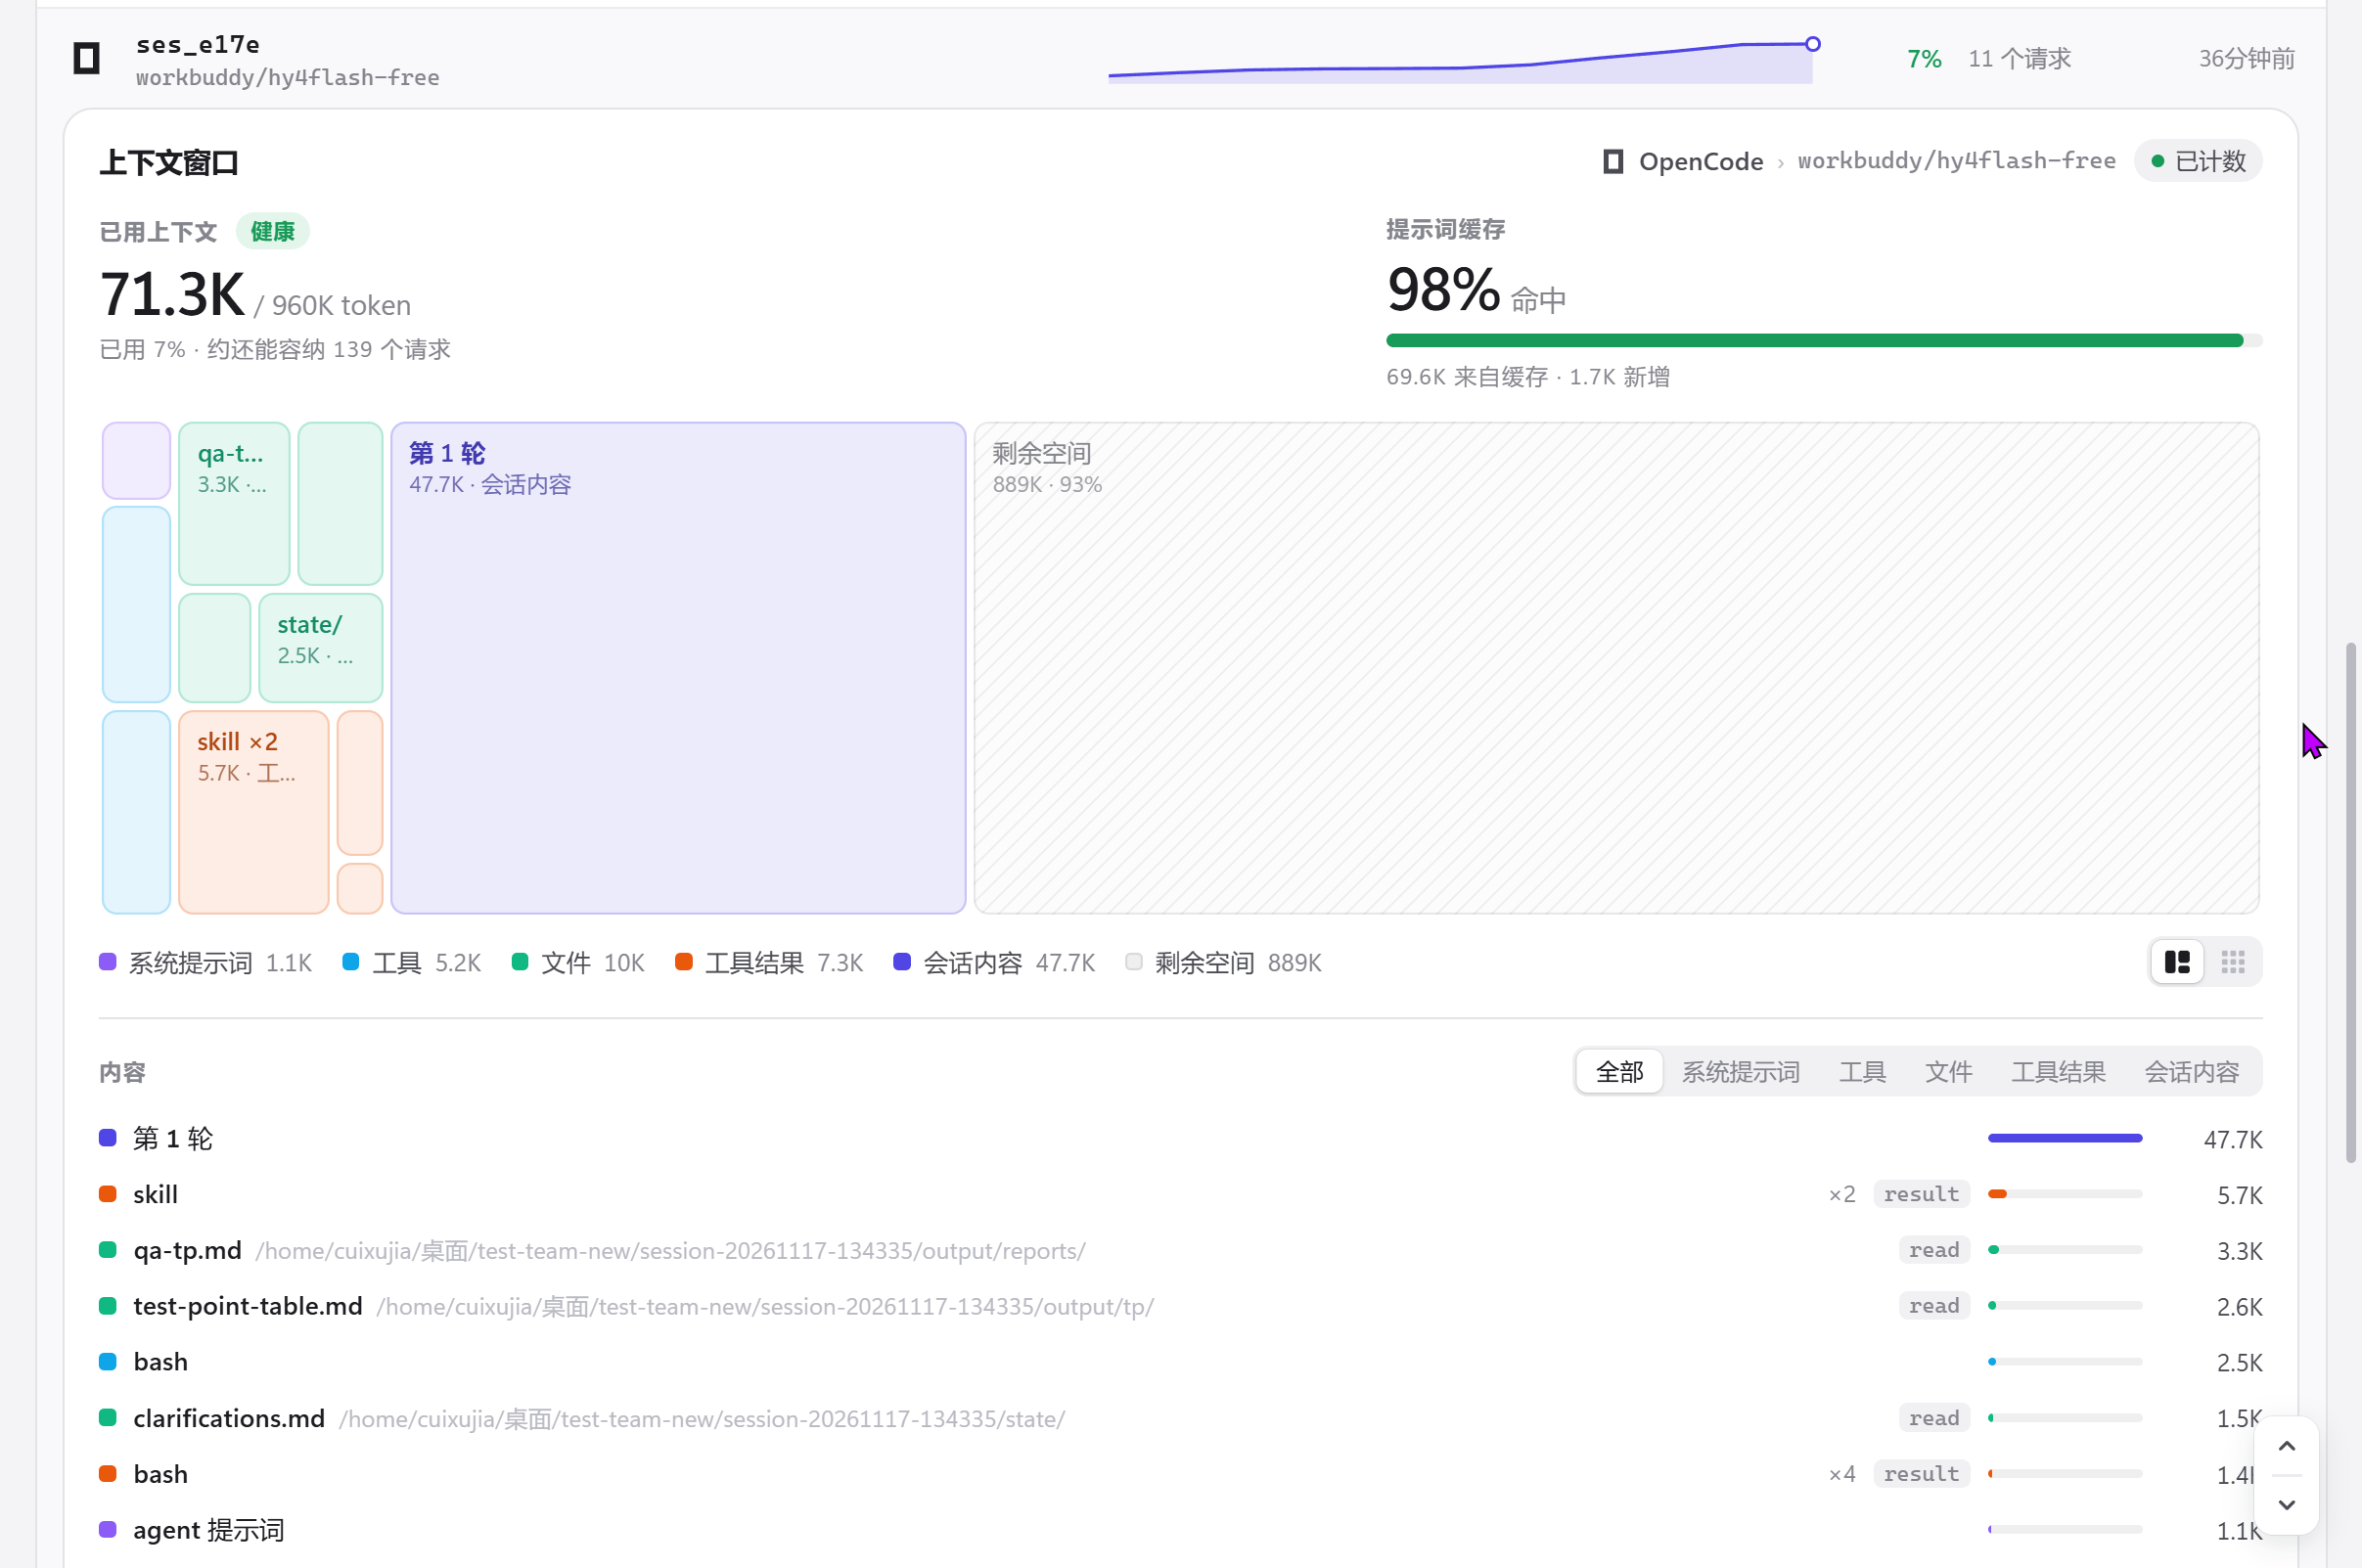 ses_e17e
workbuddy/hy4flash-free
7% 11 个请求 36分钟前
上下文窗口
OpenCode › workbuddy/hy4flash-free 已计数
已用上下文 健康
71.3K / 960K token
已用 7% · 约还能容纳 139 个请求
提示词缓存
98% 命中
69.6K 来自缓存 · 1.7K 新增
qa-t...
3.3K ·...
state/
2.5K · ...
skill ×2
5.7K · 工...
第 1 轮
47.7K · 会话内容
剩余空间
889K · 93%
系统提示词 1.1K 工具 5.2K 文件 10K 工具结果 7.3K 会话内容 47.7K 剩余空间 889K
内容
全部 系统提示词 工具 文件 工具结果 会话内容
第 1 轮 47.7K
skill ×2 result 5.7K
qa-tp.md /home/cuixujia/桌面/test-team-new/session-20261117-134335/output/reports/ read 3.3K
test-point-table.md /home/cuixujia/桌面/test-team-new/session-20261117-134335/output/tp/ read 2.6K
bash 2.5K
clarifications.md /home/cuixujia/桌面/test-team-new/session-20261117-134335/state/ read 1.5K
bash ×4 result 1.4K
agent 提示词 1.1K